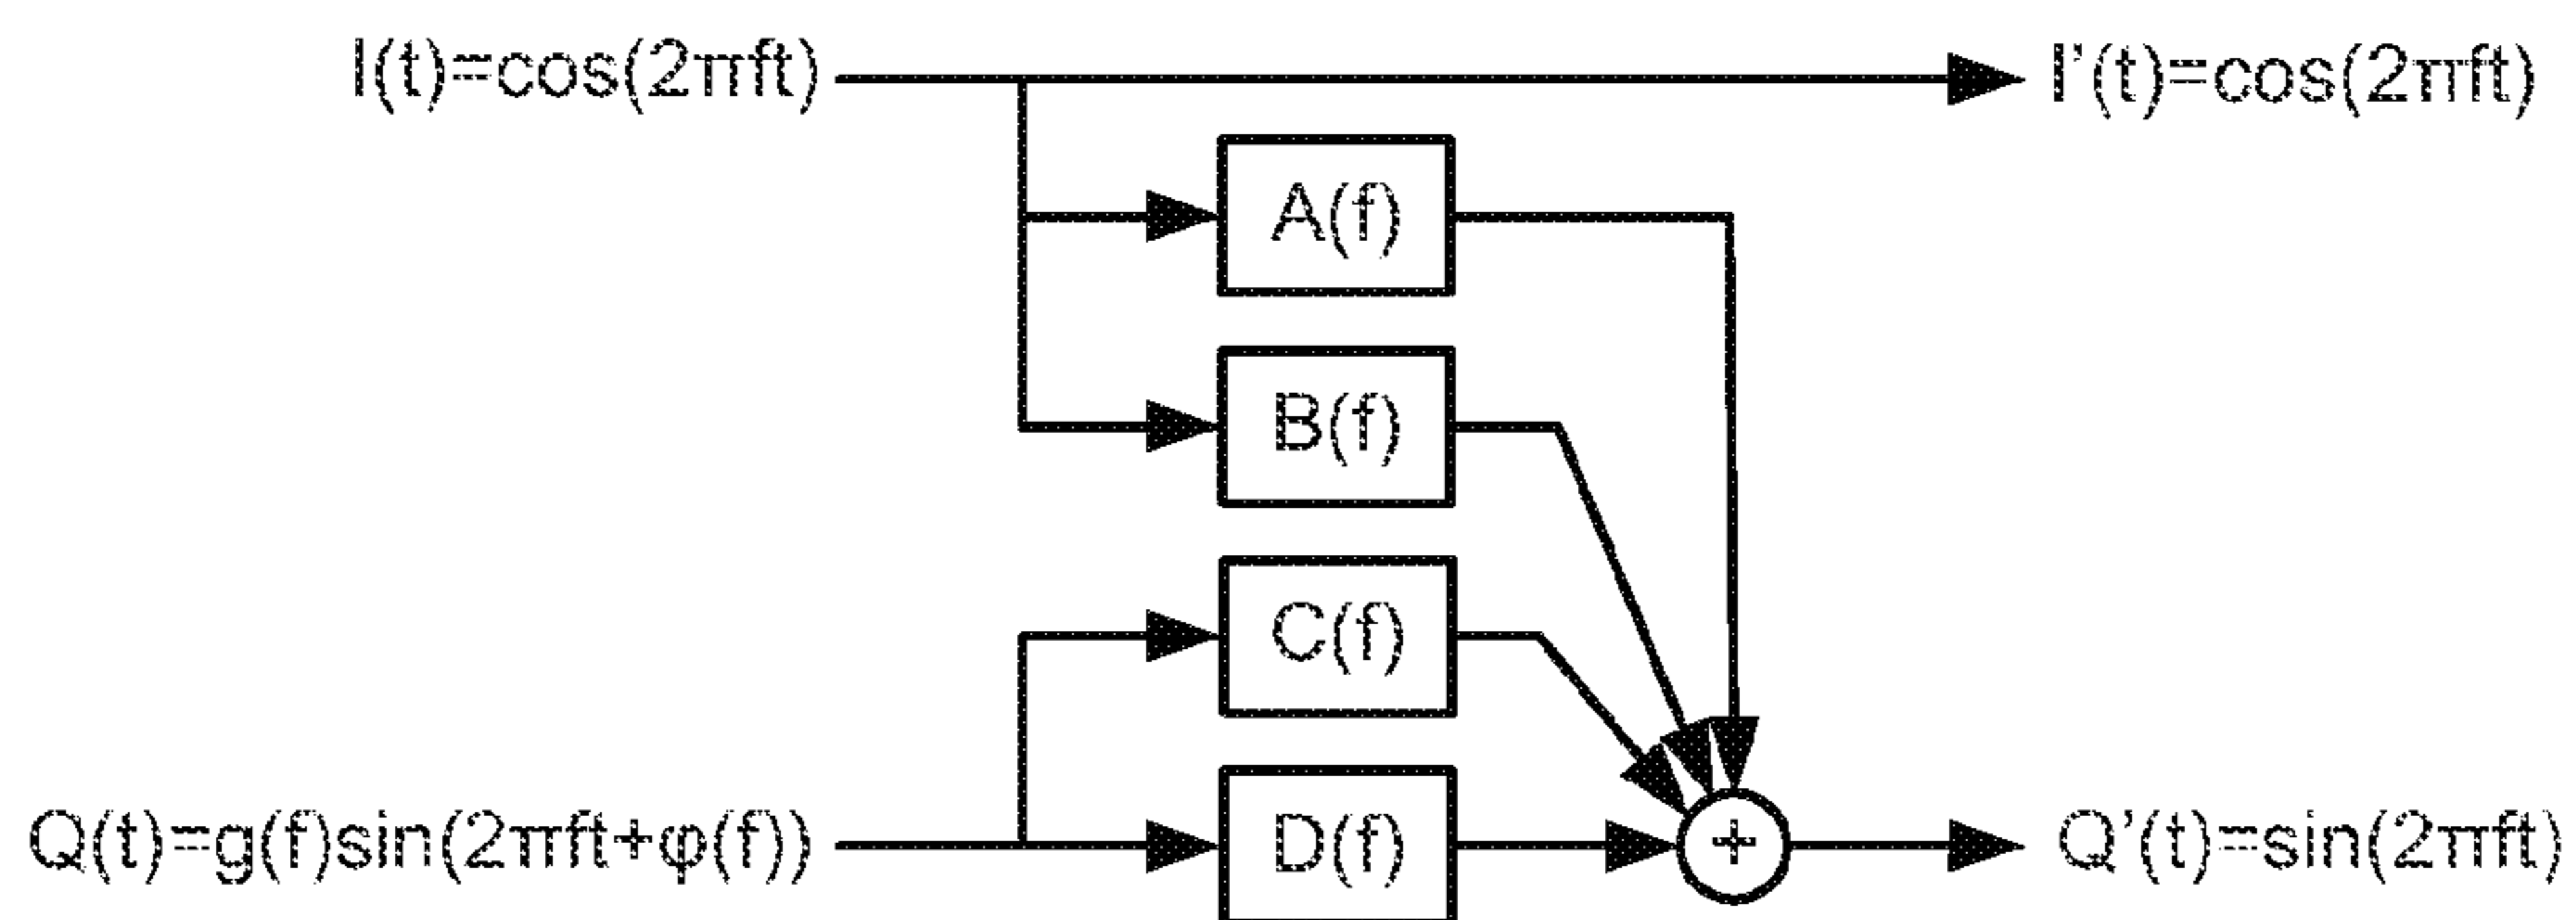 I(t)=cos(2πft)
I’(t)=cos(2πft)
A(f)
B(f)
C(f)
D(f)
Q(t)=g(f)sin(2πft+φ(f))
+
Q’(t)=sin(2πft)